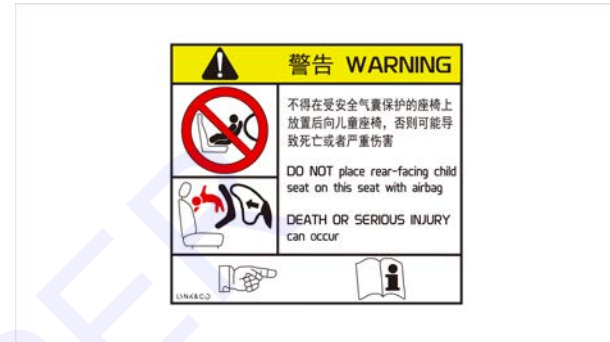 警告 WARNING
不得在受安全气囊保护的座椅上
放置后向儿童座椅，否则可能导
致死亡或者严重伤害
DO NOT place rear-facing child
seat on this seat with airbag
DEATH OR SERIOUS INJURY
can occur
LYNK&CO